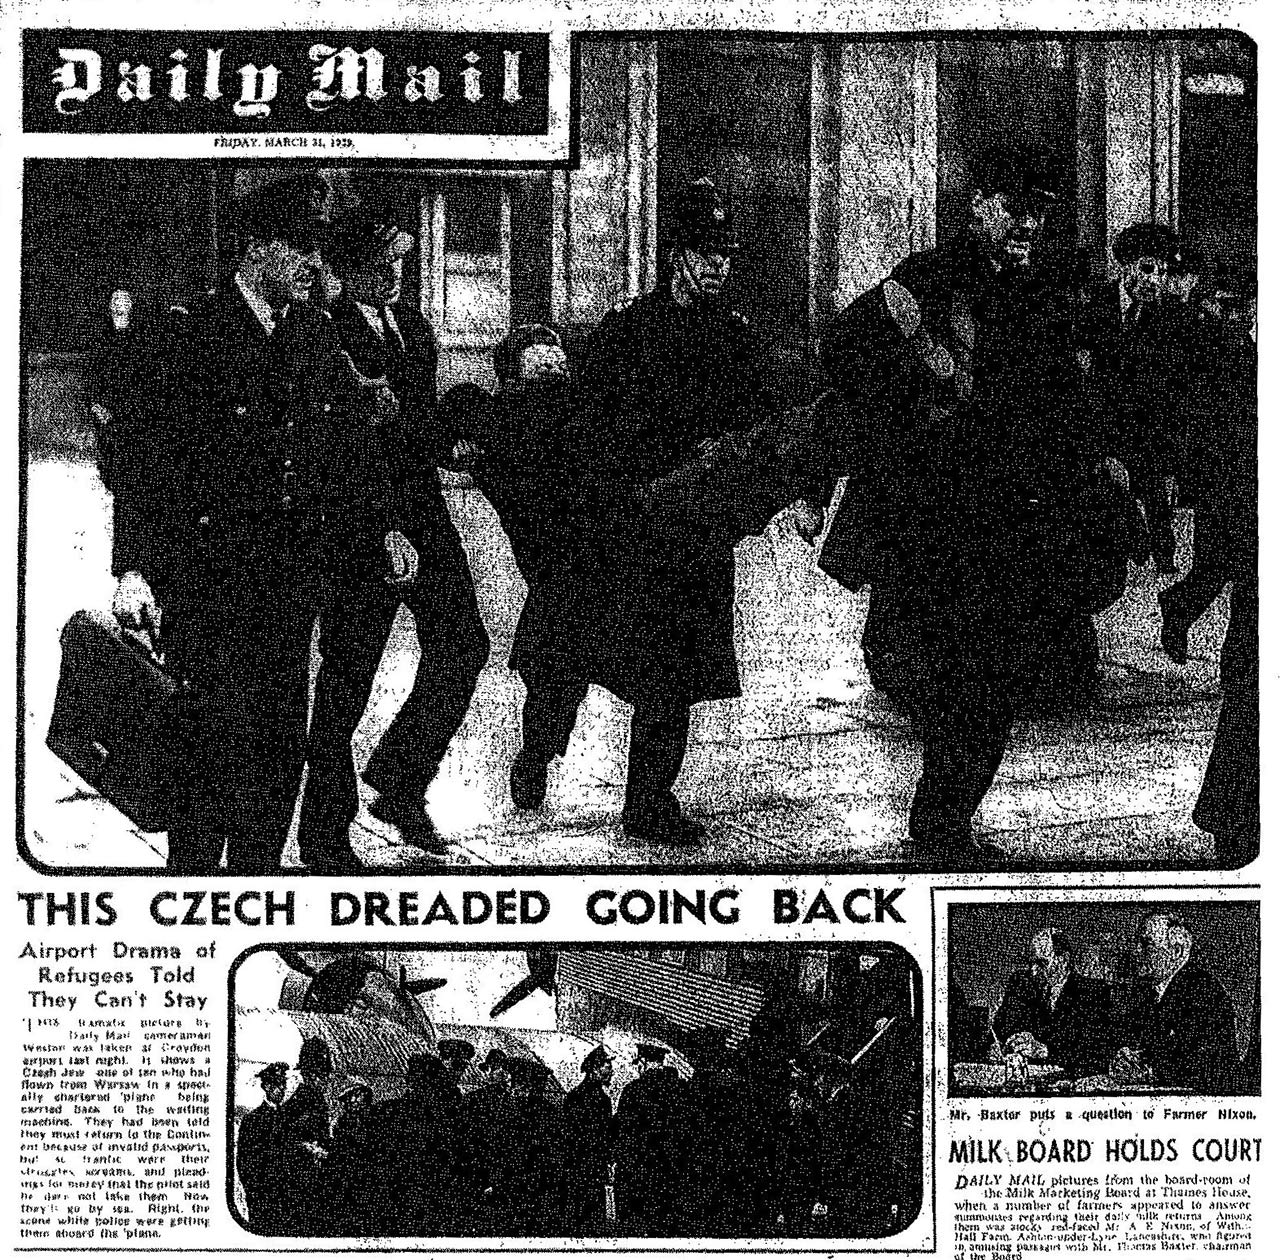 Daily Mail
FRIDAY, MARCH 31, 1939.
THIS CZECH DREADED GOING BACK
Airport Drama of
Refugees Told
They Can't Stay
THIS dramatic picture by
Daily Mail cameraman
Weston was taken at Croydon
airport last night. It shows a
Czech Jew one of ten who had
flown from Warsaw in a speci-
ally chartered 'plane being
carried back to the waiting
machine. They had been told
they must return to the Contin-
ent because of invalid passports,
but so frantic were their
struggles, screams, and plead-
ings for mercy that the pilot said
he dare not take them. Now
they'll go by sea. Right, the
scene while police were getting
them aboard the 'plane.
Mr. Baxter puts a question to Farmer Nixon.
MILK BOARD HOLDS COURT
DAILY MAIL pictures from the board-room of
the Milk Marketing Board at Thames House,
when a number of farmers appeared to answer
summonses regarding their daily milk returns. Among
them was stocky, red-faced Mr. A. E. Nixon, of
Hall Farm, Ashton-under-Lyne, Lancashire, who figured
in amusing passages with Mr. Baxter chairman
of the Board